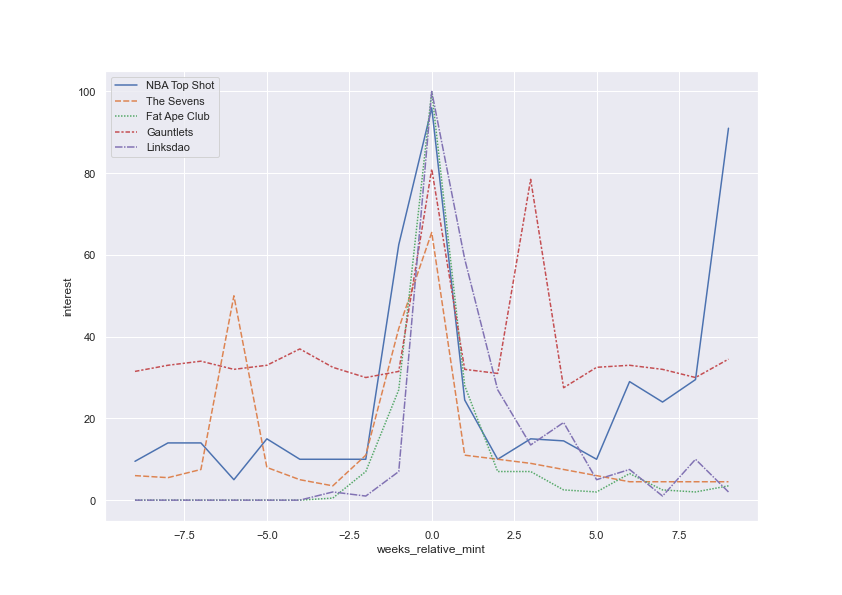 NBA Top Shot
The Sevens
Fat Ape Club
Gauntlets
Linksdao
100
80
60
40
20
0
interest
−7.5 −5.0 −2.5 0.0 2.5 5.0 7.5
weeks_relative_mint